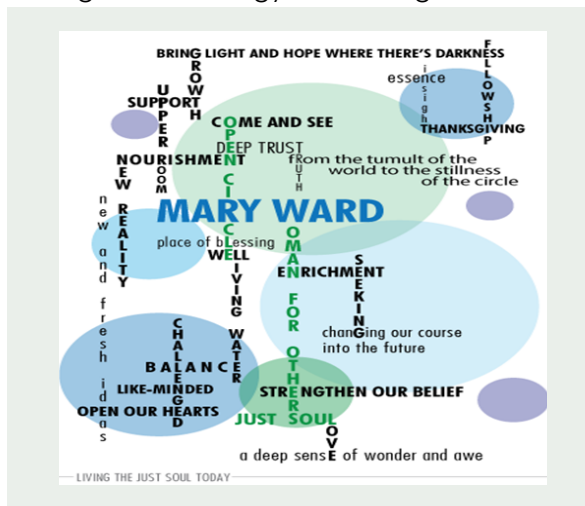 BRING LIGHT AND HOPE WHERE THERE'S DARKNESS
GROWTH
FELLOWSHIP
essence
insight
UPPER ROOM
SUPPORT
COME AND SEE
OPEN CIRCLE
THANKSGIVING
DEEP TRUST
TRUTH
NOURISHMENT
from the tumult of the
world to the stillness
of the circle
NEW REALITY
new and fresh ideas
MARY WARD
WOMAN FOR OTHERS
place of blessing
WELL
LIVING WATER
ENRICHMENT
SEEKING
changing our course
into the future
CHALLENGED
BALANCE
LIKE-MINDED
STRENGTHEN OUR BELIEF
OPEN OUR HEARTS
JUST SOUL
LOVE
a deep sense of wonder and awe
LIVING THE JUST SOUL TODAY